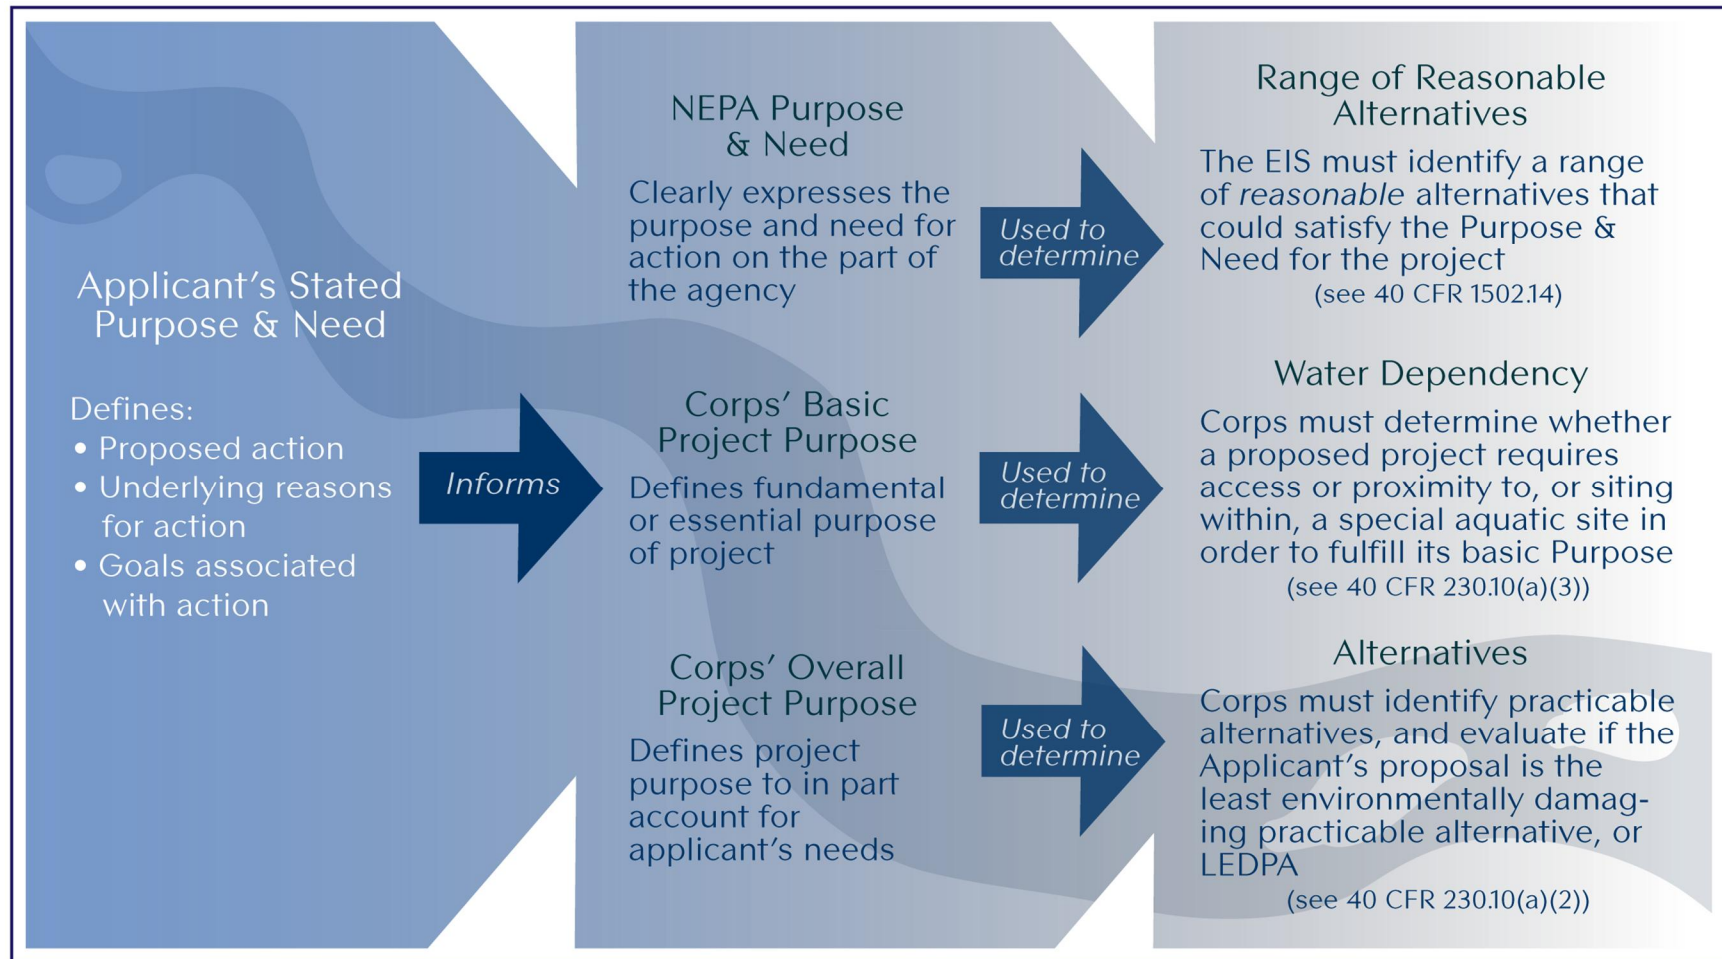 Applicant's Stated
Purpose & Need
Defines:
• Proposed action
• Underlying reasons
for action
• Goals associated
with action
Informs
NEPA Purpose
& Need
Clearly expresses the
purpose and need for
action on the part of
the agency
Used to
determine
Range of Reasonable
Alternatives
The EIS must identify a range
of reasonable alternatives that
could satisfy the Purpose &
Need for the project
(see 40 CFR 1502.14)
Corps' Basic
Project Purpose
Defines fundamental
or essential purpose
of project
Used to
determine
Water Dependency
Corps must determine whether
a proposed project requires
access or proximity to, or siting
within, a special aquatic site in
order to fulfill its basic Purpose
(see 40 CFR 230.10(a)(3))
Corps' Overall
Project Purpose
Defines project
purpose to in part
account for
applicant's needs
Used to
determine
Alternatives
Corps must identify practicable
alternatives, and evaluate if the
Applicant's proposal is the
least environmentally damag-
ing practicable alternative, or
LEDPA
(see 40 CFR 230.10(a)(2))